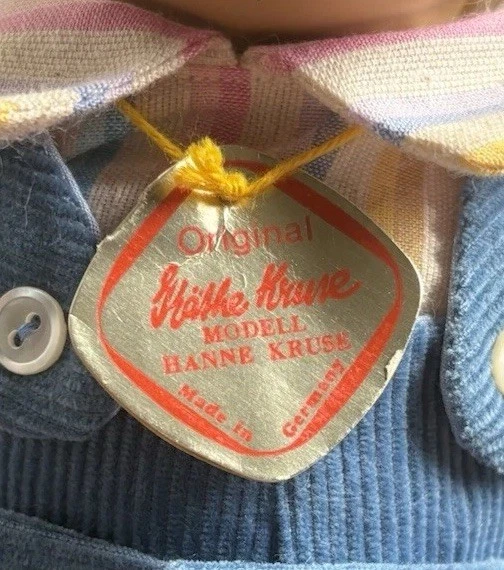 Original
Käthe Kruse
MODELL
HANNE KRUSE
Made in Germany